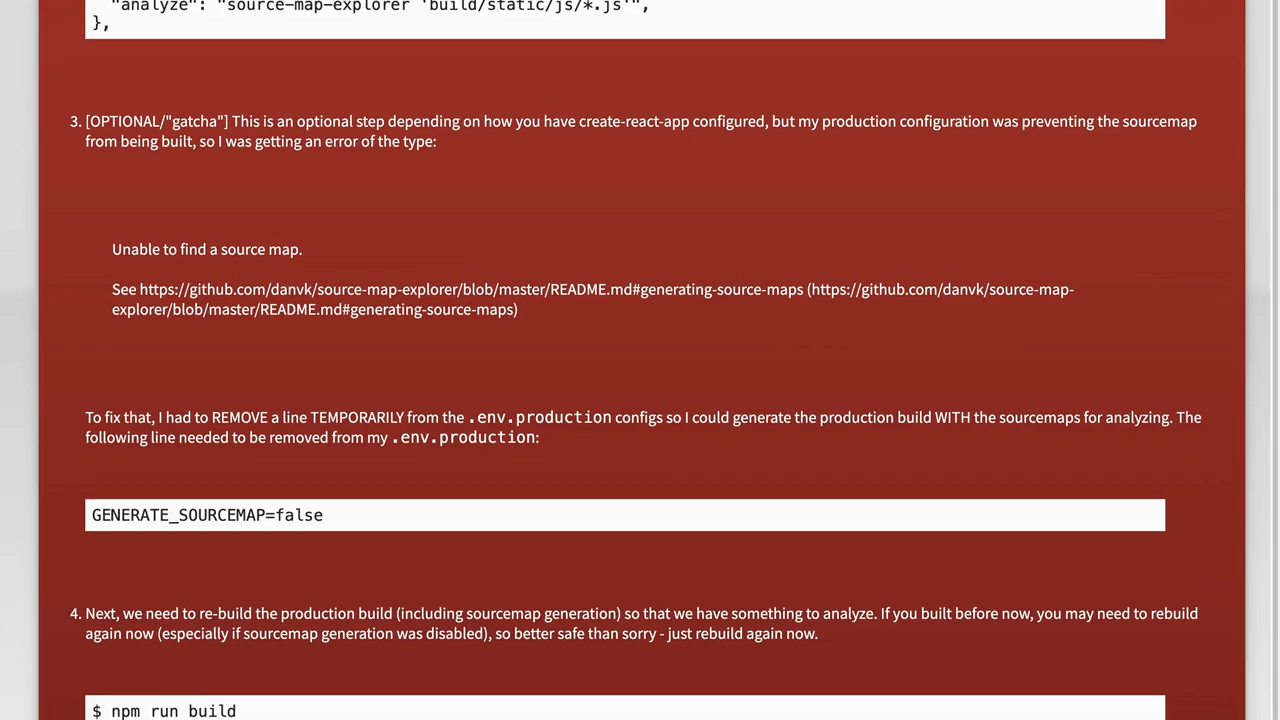 "analyze": "source-map-explorer 'build/static/js/*.js'",
},
3. [OPTIONAL/"gatcha"] This is an optional step depending on how you have create-react-app configured, but my production configuration was preventing the sourcemap
from being built, so I was getting an error of the type:
Unable to find a source map.
See https://github.com/danvk/source-map-explorer/blob/master/README.md#generating-source-maps (https://github.com/danvk/source-map-
explorer/blob/master/README.md#generating-source-maps)
To fix that, I had to REMOVE a line TEMPORARILY from the .env.production configs so I could generate the production build WITH the sourcemaps for analyzing. The
following line needed to be removed from my .env.production:
GENERATE_SOURCEMAP=false
4. Next, we need to re-build the production build (including sourcemap generation) so that we have something to analyze. If you built before now, you may need to rebuild
again now (especially if sourcemap generation was disabled), so better safe than sorry - just rebuild again now.
$ npm run build